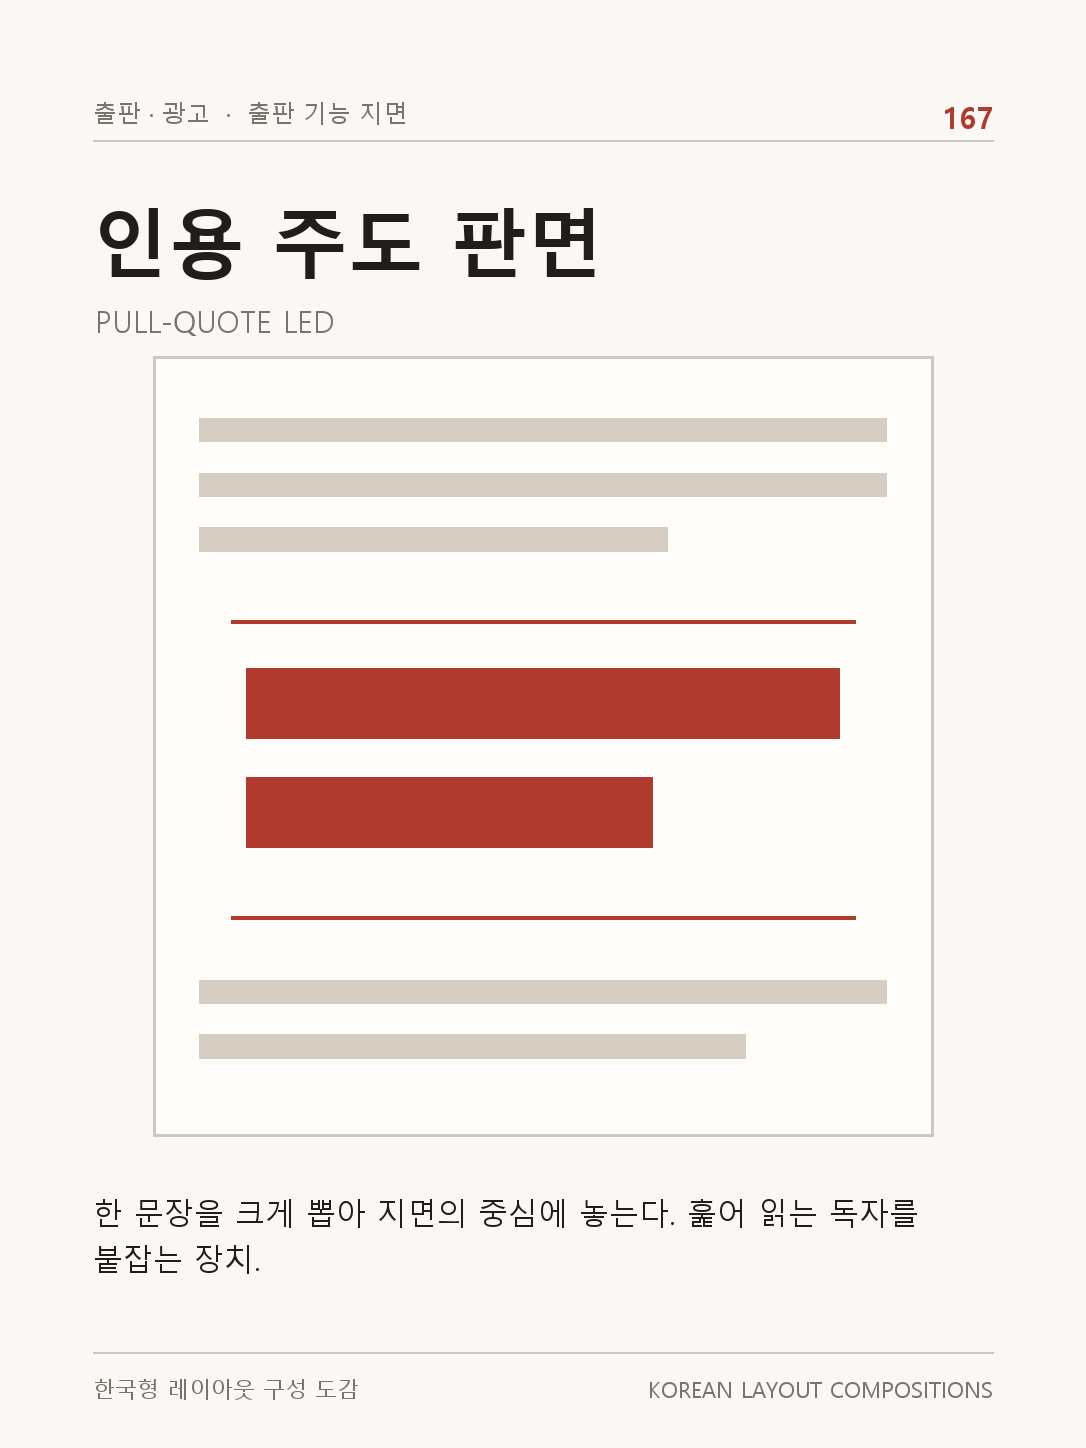 출판 · 광고 · 출판 기능 지면
167
인용 주도 판면
PULL-QUOTE LED
한 문장을 크게 뽑아 지면의 중심에 놓는다. 훑어 읽는 독자를
붙잡는 장치.
한국형 레이아웃 구성 도감
KOREAN LAYOUT COMPOSITIONS